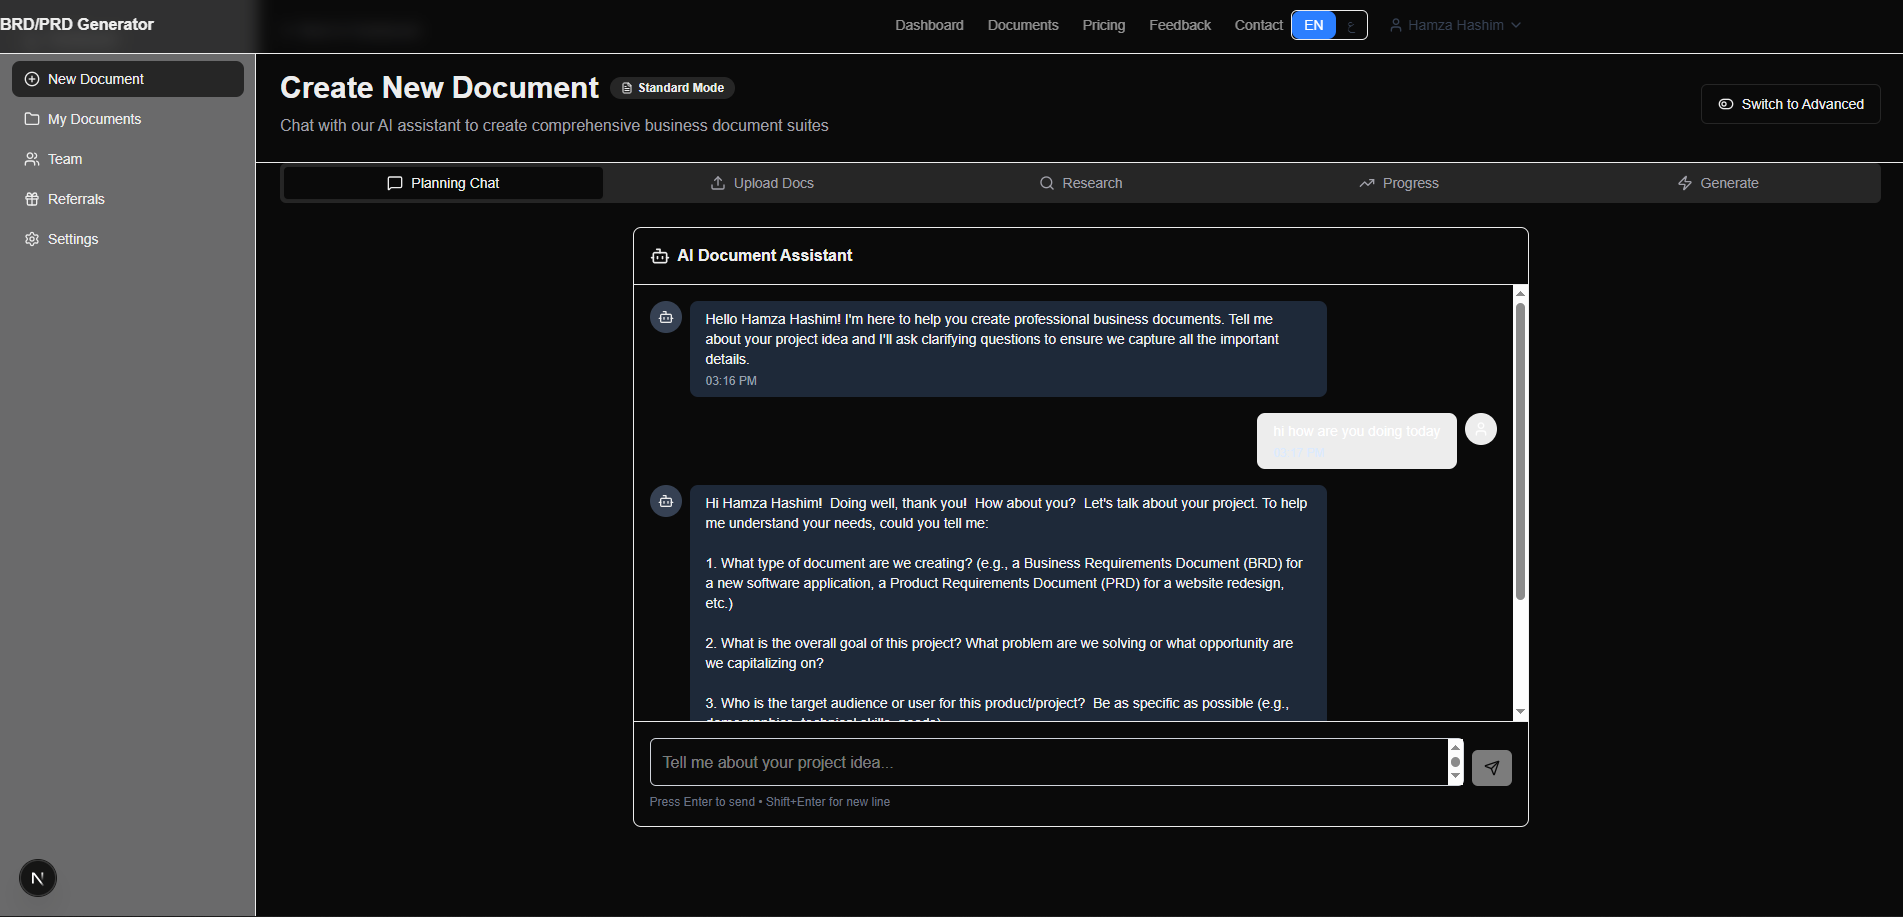 BRD/PRD Generator
Dashboard
Documents
Pricing
Feedback
Contact
EN
ع
Hamza Hashim
New Document
My Documents
Team
Referrals
Settings
Create New Document
Standard Mode
Chat with our AI assistant to create comprehensive business document suites
Switch to Advanced
Planning Chat
Upload Docs
Research
Progress
Generate
AI Document Assistant
Hello Hamza Hashim! I'm here to help you create professional business documents. Tell me
about your project idea and I'll ask clarifying questions to ensure we capture all the important
details.
03:16 PM
hi how are you doing today
03:17 PM
Hi Hamza Hashim!  Doing well, thank you!  How about you?  Let's talk about your project. To help
me understand your needs, could you tell me:
1. What type of document are we creating? (e.g., a Business Requirements Document (BRD) for
a new software application, a Product Requirements Document (PRD) for a website redesign,
etc.)
2. What is the overall goal of this project? What problem are we solving or what opportunity are
we capitalizing on?
3. Who is the target audience or user for this product/project?  Be as specific as possible (e.g.,
demographics, technical skills, needs)
Tell me about your project idea...
Press Enter to send • Shift+Enter for new line
N